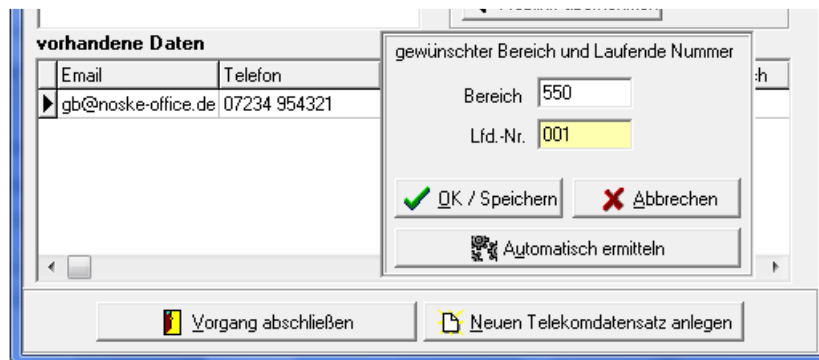 vorhandene Daten
Email Telefon
gb@noske-office.de 07234 954321
gewünschter Bereich und Laufende Nummer
Bereich 550
Lfd.-Nr. 001
OK / Speichern Abbrechen
Automatisch ermitteln
Vorgang abschließen Neuen Telekomdatensatz anlegen